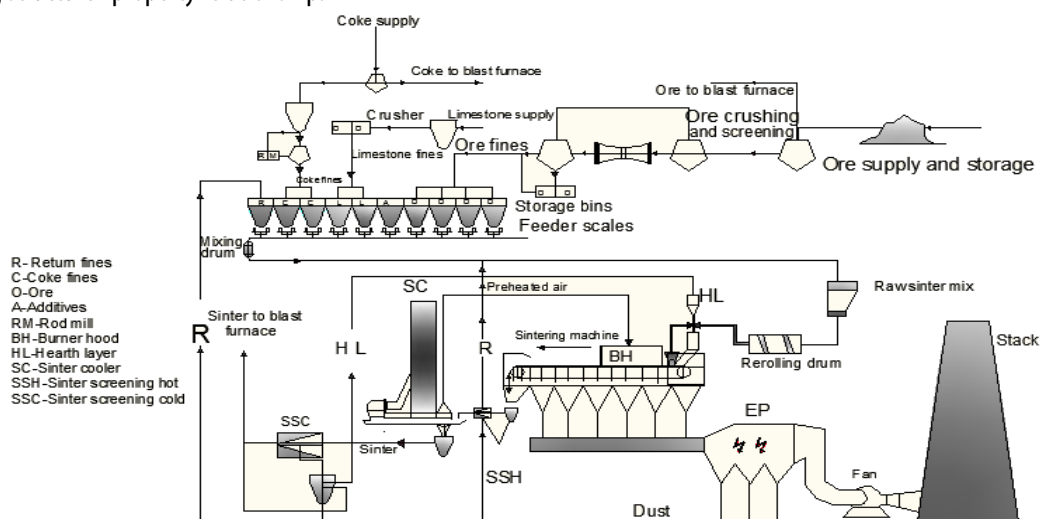 Coke supply
Coke to blast furnace
Ore to blast furnace
Crusher
Limestone supply
Ore crushing
and screening
Ore fines
Limestone fines
Ore supply and storage
R M
Coke fines
R C C L L A O O O O
Storage bins
Feeder scales
Mixing
drum
R- Return fines
C-Coke fines
O-Ore
A-Additives
RM-Rod mill
BH-Burner hood
HL-Hearth layer
SC-Sinter cooler
SSH-Sinter screening hot
SSC-Sinter screening cold
SC
Preheated air
HL
Rawsinter mix
Sinter to blast
furnace
R
H L
R
Sintering machine
BH
Rerolling drum
Stack
SSC
Sinter
EP
SSH
Fan
Dust